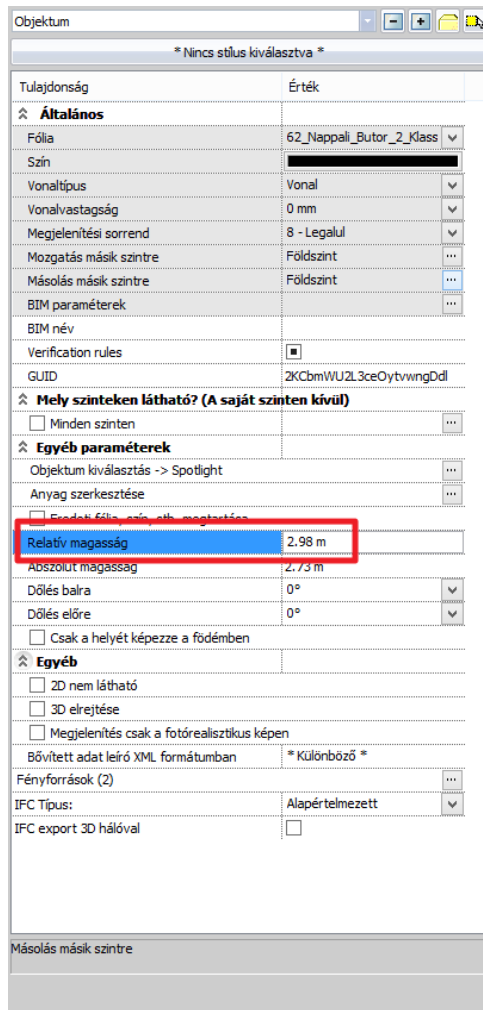 Objektum
* Nincs stílus kiválasztva *
Tulajdonság Érték
Általános
Fólia 62_Nappali_Butor_2_Klass
Szín
Vonaltípus Vonal
Vonalvastagság 0 mm
Megjelenítési sorrend 8 - Legalul
Mozgatás másik szintre Földszint ...
Másolás másik szintre Földszint ...
BIM paraméterek ...
BIM név
Verification rules
GUID 2KCbmWU2L3ceOytvwngDdl
Mely szinteken látható? (A saját szinten kívül)
Minden szinten ...
Egyéb paraméterek
Objektum kiválasztás -> Spotlight ...
Anyag szerkesztése ...
Eredeti fólia, szín, stb. megtartása
Relatív magasság 2.98 m
Abszolút magasság 2.73 m
Dőlés balra 0°
Dőlés előre 0°
Csak a helyét képezze a födémben
Egyéb
2D nem látható
3D elrejtése
Megjelenítés csak a fotórealisztikus képen
Bővített adat leíró XML formátumban * Különböző *
Fényforrások (2) ...
IFC Típus: Alapértelmezett
IFC export 3D hálóval
Másolás másik szintre